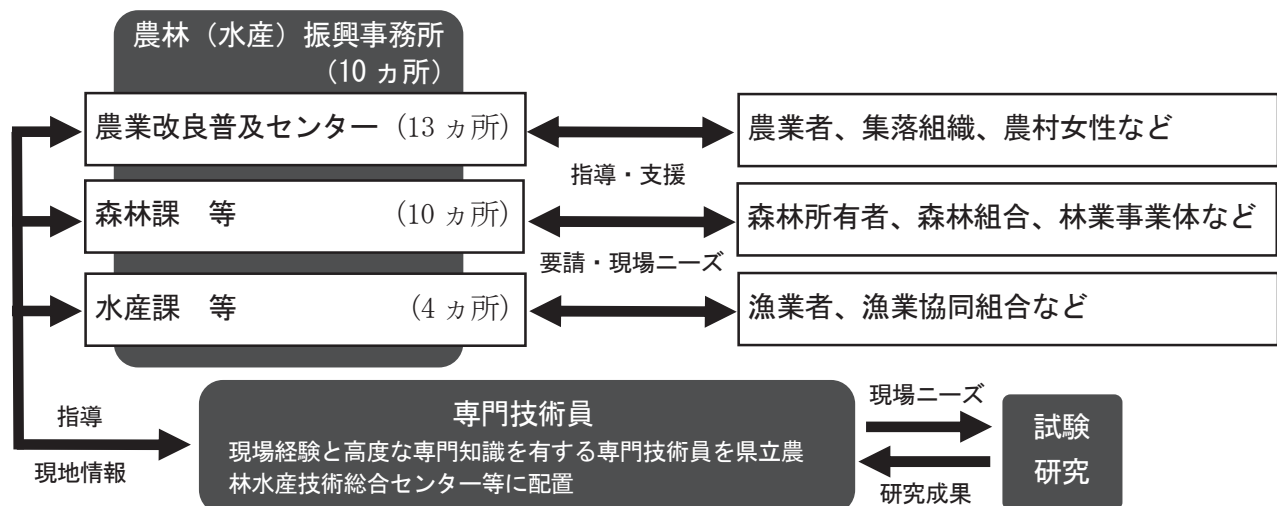 農林（水産）振興事務所
（10 ヵ所）
農業改良普及センター（13 ヵ所）
農業者、集落組織、農村女性など
指導・支援
森林課　等　（10 ヵ所）
森林所有者、森林組合、林業事業体など
要請・現場ニーズ
水産課　等　（4 ヵ所）
漁業者、漁業協同組合など
指導
現地情報
専門技術員
現場経験と高度な専門知識を有する専門技術員を県立農
林水産技術総合センター等に配置
現場ニーズ
研究成果
試験
研究